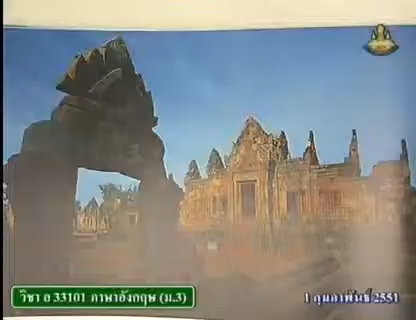 วิชา อ 33101 ภาษาอังกฤษ (ม.3)
1 กุมภาพันธ์ 2551